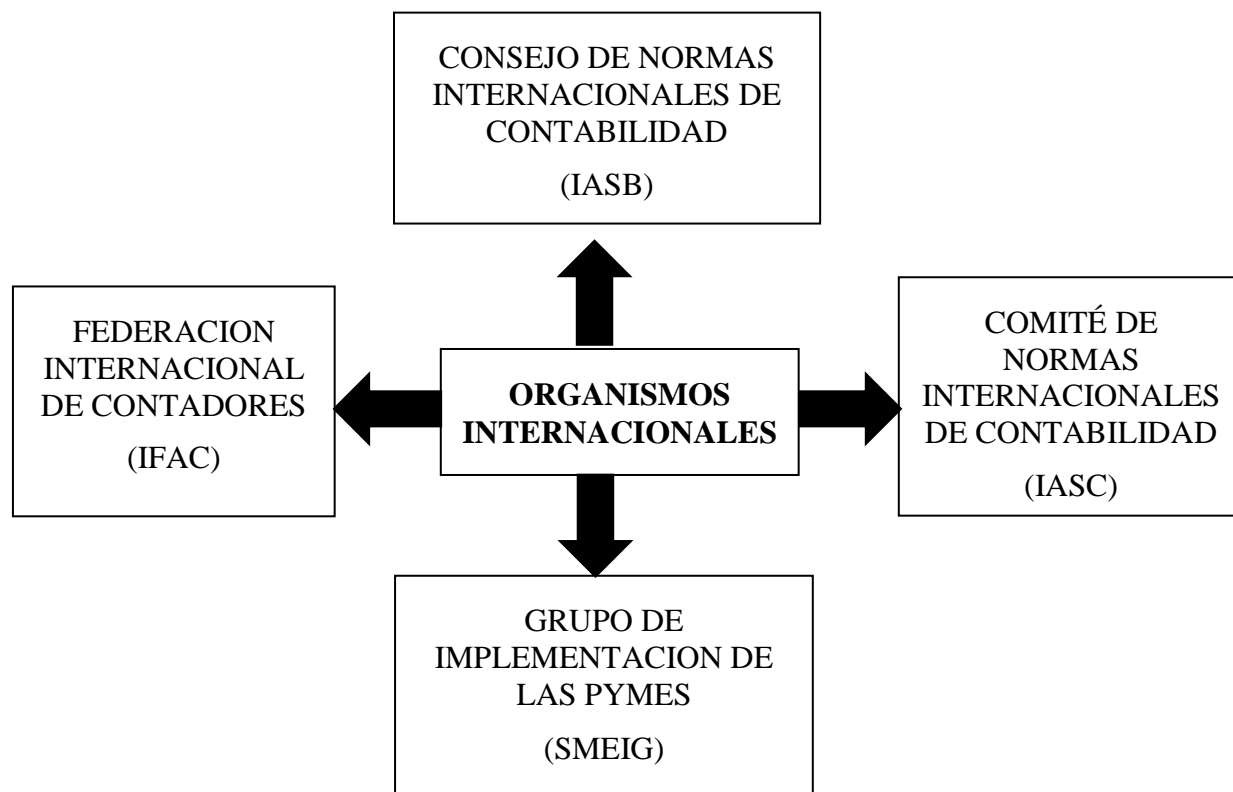 CONSEJO DE NORMAS
INTERNACIONALES DE
CONTABILIDAD
(IASB)
FEDERACION
INTERNACIONAL
DE CONTADORES
(IFAC)
ORGANISMOS
INTERNACIONALES
COMITÉ DE
NORMAS
INTERNACIONALES
DE CONTABILIDAD
(IASC)
GRUPO DE
IMPLEMENTACION DE
LAS PYMES
(SMEIG)